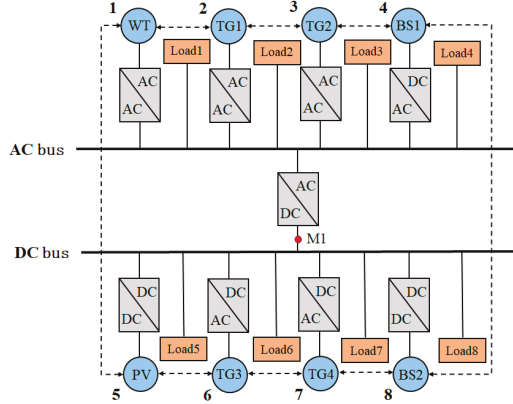 1 2 3 4
WT TG1 TG2 BS1
Load1 Load2 Load3 Load4
AC AC AC DC
AC AC AC AC
AC bus
AC
DC
M1
DC bus
DC DC DC DC
DC AC AC DC
Load5 Load6 Load7 Load8
PV TG3 TG4 BS2
5 6 7 8